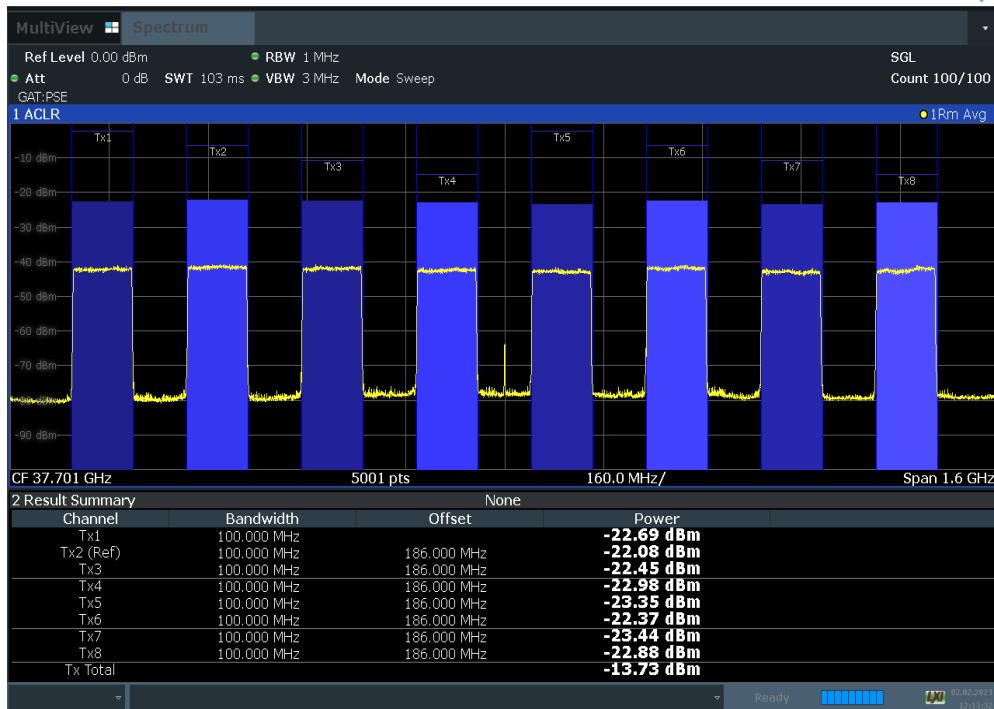 MultiView Spectrum
Ref Level 0.00 dBm RBW 1 MHz SGL
Att 0 dB SWT 103 ms VBW 3 MHz Mode Sweep Count 100/100
GAT:PSE
1 ACLR 1Rm Avg
Tx1 Tx2 Tx3 Tx4 Tx5 Tx6 Tx7 Tx8
-10 dBm
-20 dBm
-30 dBm
-40 dBm
-50 dBm
-60 dBm
-70 dBm
-90 dBm
CF 37.701 GHz 5001 pts 160.0 MHz/ Span 1.6 GHz
2 Result Summary None
Channel Bandwidth Offset Power
Tx1 100.000 MHz -22.69 dBm
Tx2 (Ref) 100.000 MHz 186.000 MHz -22.08 dBm
Tx3 100.000 MHz 186.000 MHz -22.45 dBm
Tx4 100.000 MHz 186.000 MHz -22.98 dBm
Tx5 100.000 MHz 186.000 MHz -23.35 dBm
Tx6 100.000 MHz 186.000 MHz -22.37 dBm
Tx7 100.000 MHz 186.000 MHz -23.44 dBm
Tx8 100.000 MHz 186.000 MHz -22.88 dBm
Tx Total -13.73 dBm
Ready LXI 02.02.2021
12:13:32